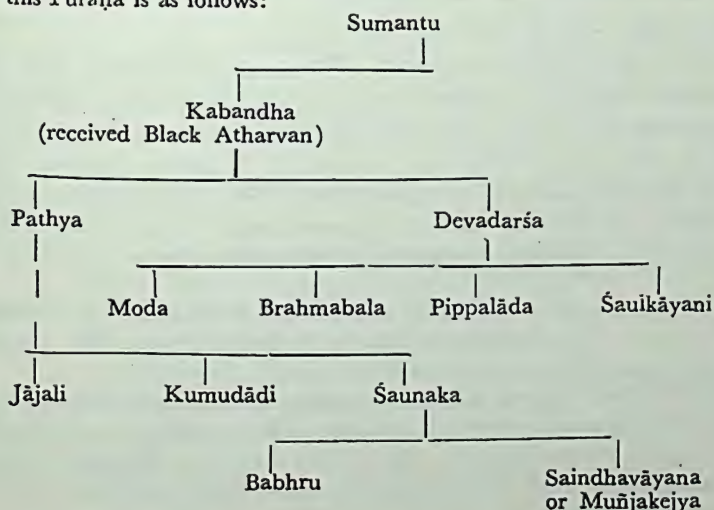 this Purāṇa is as follows:
Sumantu
Kabandha
(received Black Atharvan)
Pathya Devadarśa
Moda Brahmabala Pippalāda Śauikāyani
Jājali Kumudādi Śaunaka
Babhru Saindhavāyana
or Muñjakejya